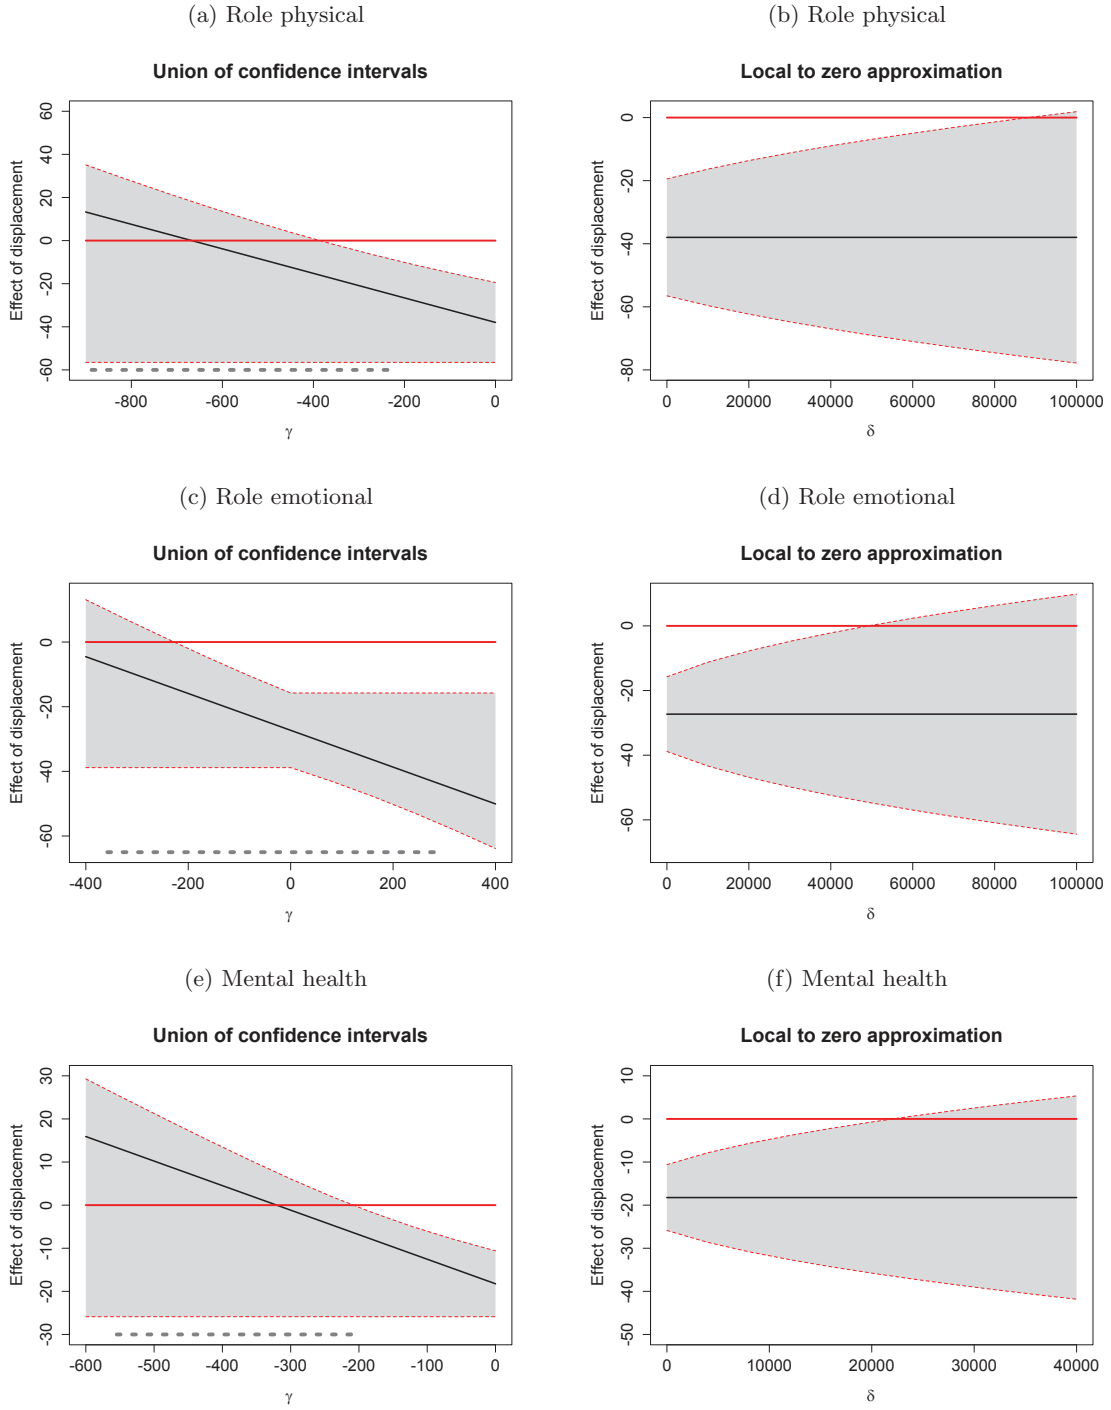 (a) Role physical
Union of confidence intervals
Effect of displacement
60
40
20
0
-20
-40
-60
-800 -600 -400 -200 0
γ
(b) Role physical
Local to zero approximation
Effect of displacement
0
-20
-40
-60
-80
0 20000 40000 60000 80000 100000
δ
(c) Role emotional
Union of confidence intervals
Effect of displacement
0
-20
-40
-60
-400 -200 0 200 400
γ
(d) Role emotional
Local to zero approximation
Effect of displacement
0
-20
-40
-60
0 20000 40000 60000 80000 100000
δ
(e) Mental health
Union of confidence intervals
Effect of displacement
30
20
10
0
-10
-20
-30
-600 -500 -400 -300 -200 -100 0
γ
(f) Mental health
Local to zero approximation
Effect of displacement
10
0
-10
-20
-30
-40
-50
0 10000 20000 30000 40000
δ